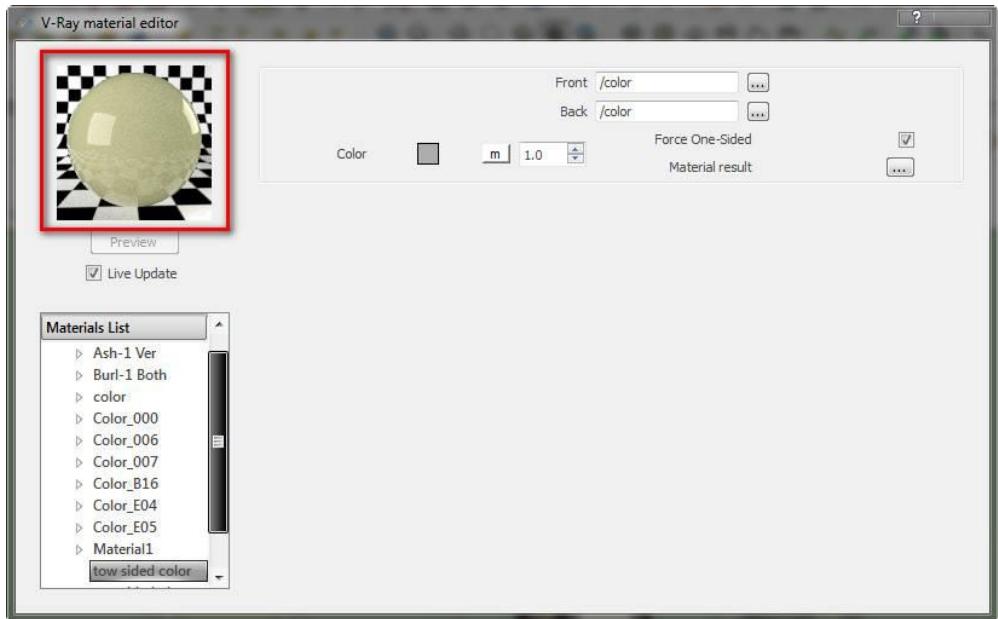 V-Ray material editor
?
Front /color ...
Back /color ...
Force One-Sided
Color m 1.0
Material result ...
Preview
Live Update
Materials List
Ash-1 Ver
Burl-1 Both
color
Color_000
Color_006
Color_007
Color_B16
Color_E04
Color_E05
Material1
tow sided color